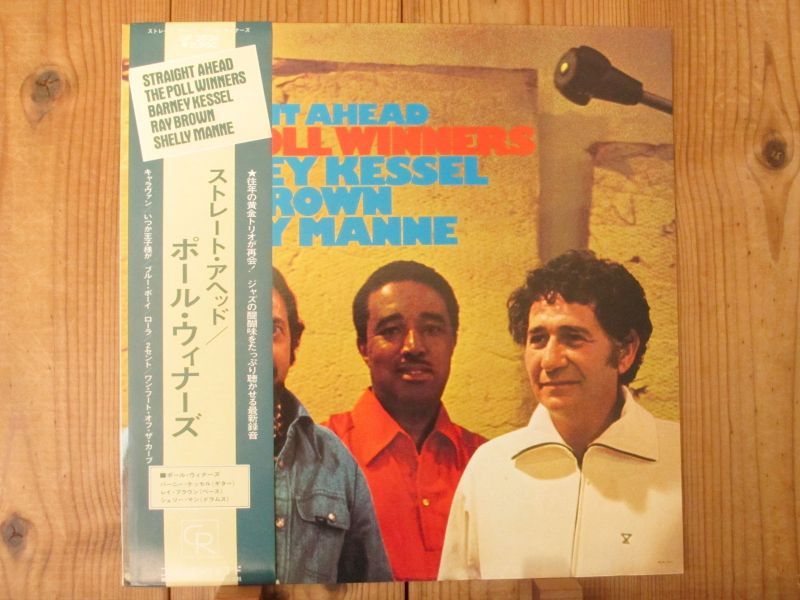 STRAIGHT AHEAD
THE POLL WINNERS
BARNEY KESSEL
RAY BROWN
SHELLY MANNE
HT AHEAD
OLL WINNERS
EY KESSEL
ROWN
Y MANNE
★往年の黄金トリオが再会! ジャズの醍醐味をたっぷり聴かせる最新録音
ストレート・アヘッド/
ポール・ウィナーズ
キャラヴァン いつか王子様が ブルー・ボーイ ローラ/2セント/ワン・フート・オフ・ザ・カーブ
■ポール・ウィナーズ
バーニー・ケッセル(ギター)
レイ・ブラウン(ベース)
シェリー・マン(ドラムス)
CR